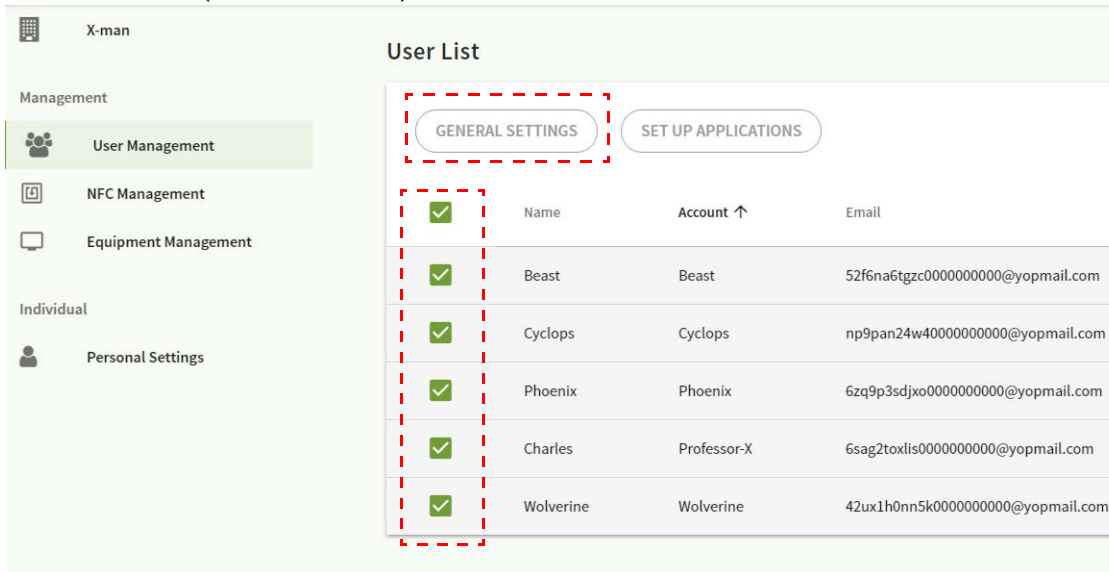 X-man
User List
Management
GENERAL SETTINGS SET UP APPLICATIONS
User Management
NFC Management
Name Account ↑ Email
Equipment Management
Beast Beast 52f6na6tgzc0000000000@yopmail.com
Individual
Cyclops Cyclops np9pan24w40000000000@yopmail.com
Personal Settings
Phoenix Phoenix 6zq9p3sdjxo0000000000@yopmail.com
Charles Professor-X 6sag2toxlis0000000000@yopmail.com
Wolverine Wolverine 42ux1h0nn5k0000000000@yopmail.com